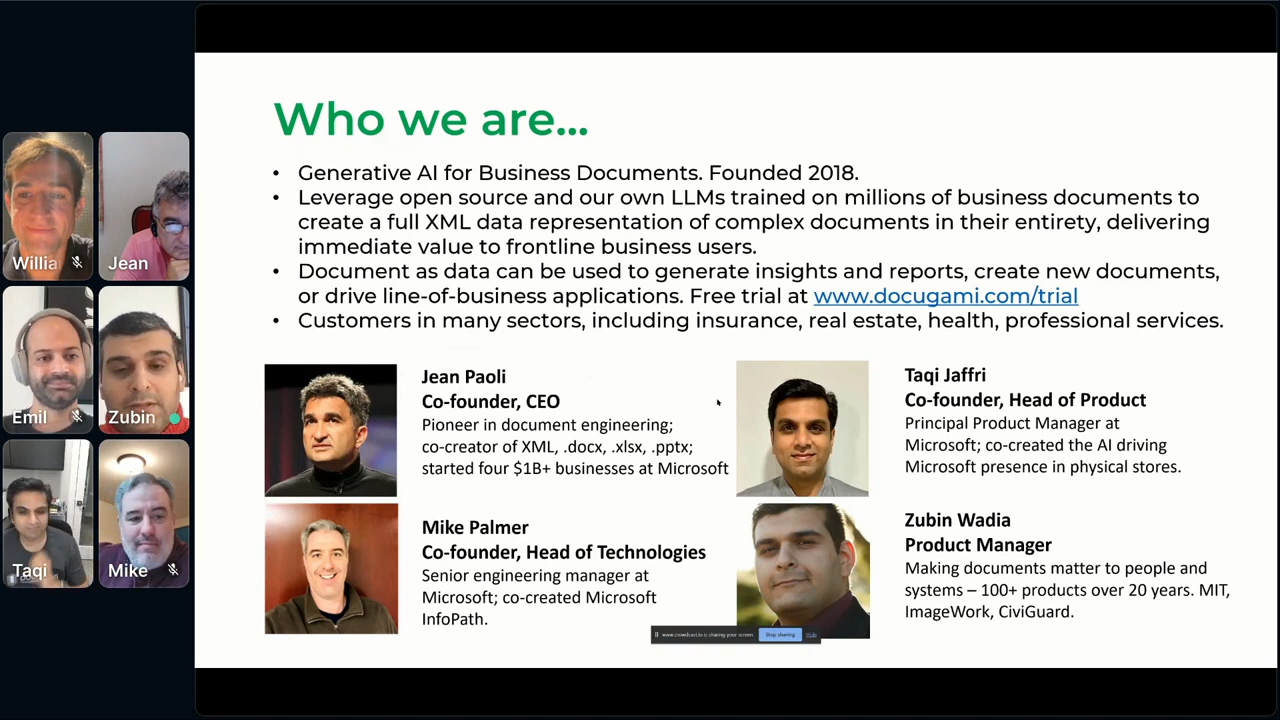 Who we are...
• Generative AI for Business Documents. Founded 2018.
• Leverage open source and our own LLMs trained on millions of business documents to
create a full XML data representation of complex documents in their entirety, delivering
immediate value to frontline business users.
• Document as data can be used to generate insights and reports, create new documents,
or drive line-of-business applications. Free trial at www.docugami.com/trial
• Customers in many sectors, including insurance, real estate, health, professional services.
Jean Paoli
Co-founder, CEO
Pioneer in document engineering;
co-creator of XML, .docx, .xlsx, .pptx;
started four $1B+ businesses at Microsoft
Taqi Jaffri
Co-founder, Head of Product
Principal Product Manager at
Microsoft; co-created the AI driving
Microsoft presence in physical stores.
Mike Palmer
Co-founder, Head of Technologies
Senior engineering manager at
Microsoft; co-created Microsoft
InfoPath.
Zubin Wadia
Product Manager
Making documents matter to people and
systems – 100+ products over 20 years. MIT,
ImageWork, CiviGuard.
www.crowdcast.io is sharing your screen.
Stop sharing
Hide
Willia
Jean
Emil
Zubin
Taqi
Mike